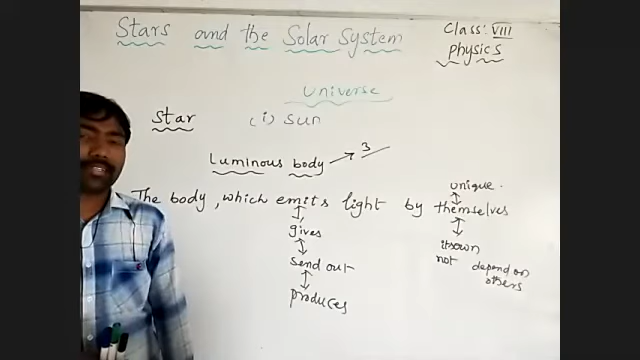 Stars and the Solar System
Class: VIII
physics
Universe
Star (i) Sun
Luminous body → 3
The body, which emits light by themselves
unique.
gives
send out
produces
itsown
not depend on
others